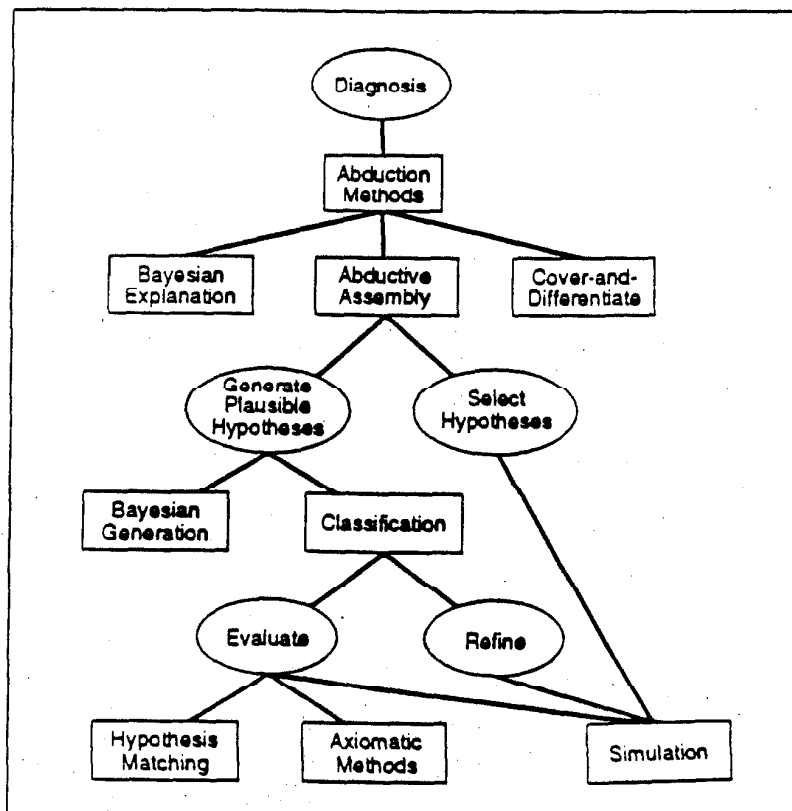 Diagnosis
Abduction
Methods
Bayesian
Explanation
Abductive
Assembly
Cover-and-
Differentiate
Generate
Plausible
Hypotheses
Select
Hypotheses
Bayesian
Generation
Classification
Evaluate
Refine
Hypothesis
Matching
Axiomatic
Methods
Simulation